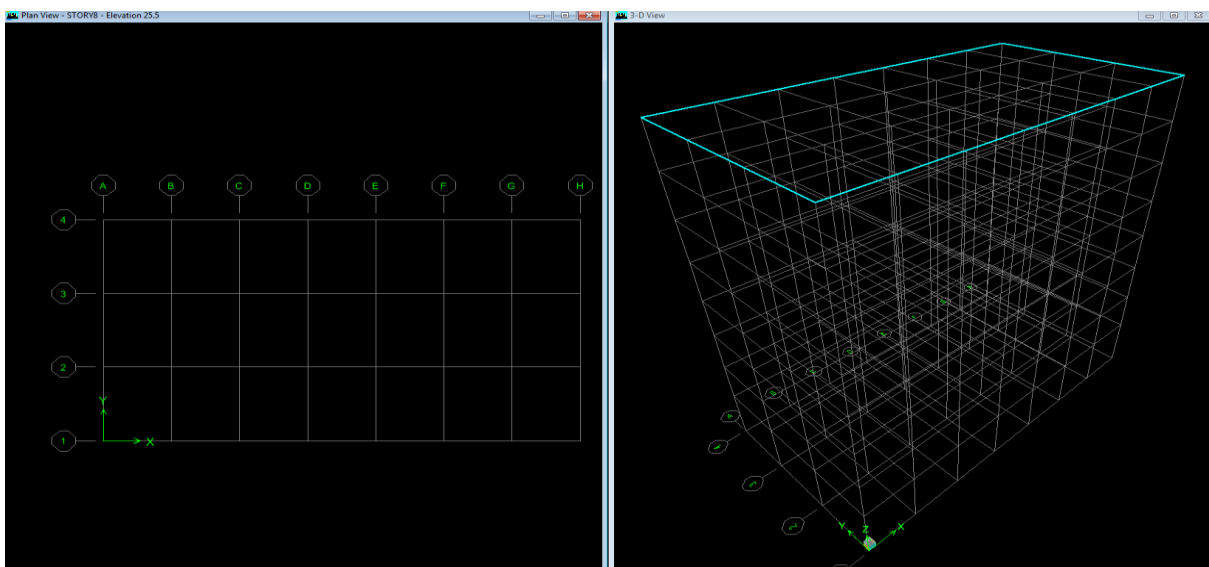 Plan View - STORY8 - Elevation 25.5
A B C D E F G H
4
3
2
Y
1
X
3-D View
Y Z X